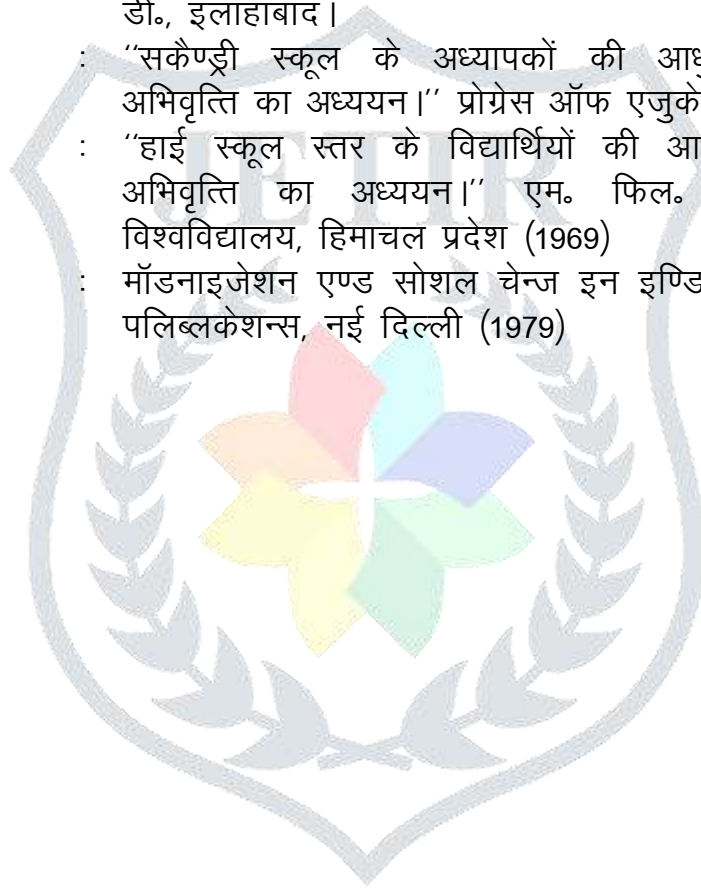 डी॰, इलाहाबाद।
: ‘‘सकैण्ड्री स्कूल के अध्यापकों की
अभिवृत्ति का अध्ययन।’’ प्रोग्रेस ऑफ
: ‘‘हाई स्कूल स्तर के विद्यार्थियों की
अभिवृत्ति का अध्ययन।’’ एम॰ फिल॰
विश्वविद्यालय, हिमाचल प्रदेश (1969)
: मॉडनाइजेशन एण्ड सोशल चेन्ज इन
पलिब्लकेशन्स, नई दिल्ली (1979)
JETIR